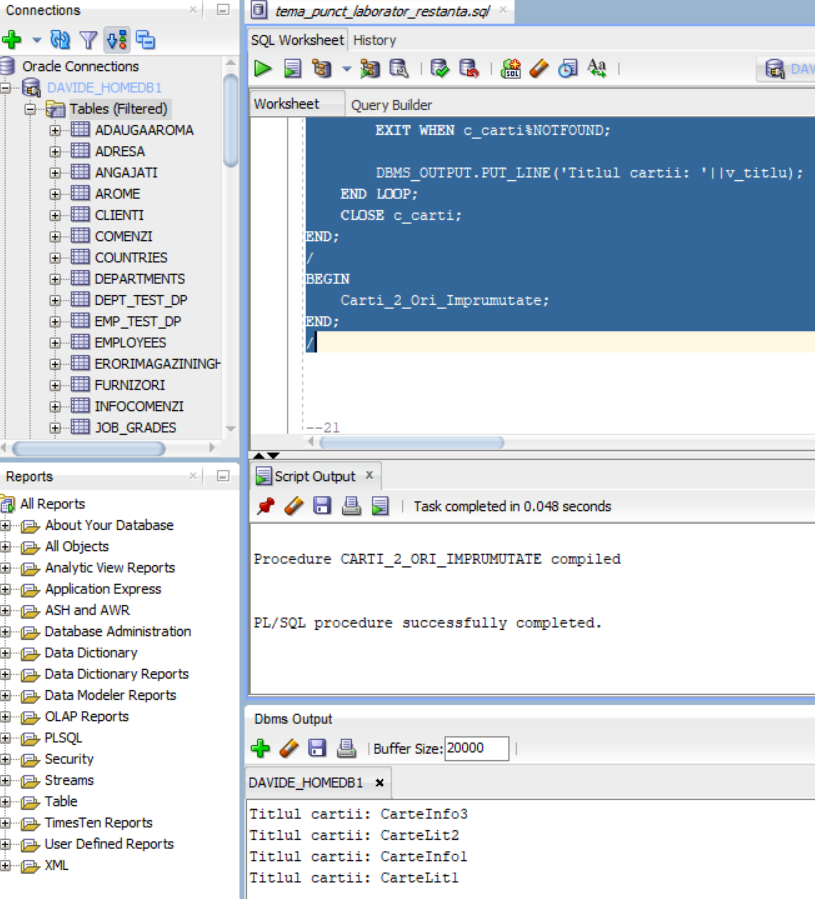 Connections
Oracle Connections
DAVIDE_HOMEDB1
Tables (Filtered)
ADAUGAAROMA
ADRESA
ANGAJATI
AROME
CLIENTI
COMENZI
COUNTRIES
DEPARTMENTS
DEPT_TEST_DP
EMP_TEST_DP
EMPLOYEES
ERORIMAGAZININGH
FURNIZORI
INFOCOMENZI
JOB_GRADES
Reports
All Reports
About Your Database
All Objects
Analytic View Reports
Application Express
ASH and AWR
Database Administration
Data Dictionary
Data Dictionary Reports
Data Modeler Reports
OLAP Reports
PLSQL
Security
Streams
Table
TimesTen Reports
User Defined Reports
XML
tema_punct_laborator_restanta.sql
SQL Worksheet History
DAV
Worksheet Query Builder
EXIT WHEN c_carti%NOTFOUND;
DBMS_OUTPUT.PUT_LINE('Titlul cartii: '||v_titlu);
END LOOP;
CLOSE c_carti;
END;
/
BEGIN
Carti_2_Ori_Imprumutate;
END;
/
--21
Script Output x
Task completed in 0.048 seconds
Procedure CARTI_2_ORI_IMPRUMUTATE compiled
PL/SQL procedure successfully completed.
Dbms Output
Buffer Size: 20000
DAVIDE_HOMEDB1 x
Titlul cartii: CarteInfo3
Titlul cartii: CarteLit2
Titlul cartii: CarteInfo1
Titlul cartii: CarteLit1